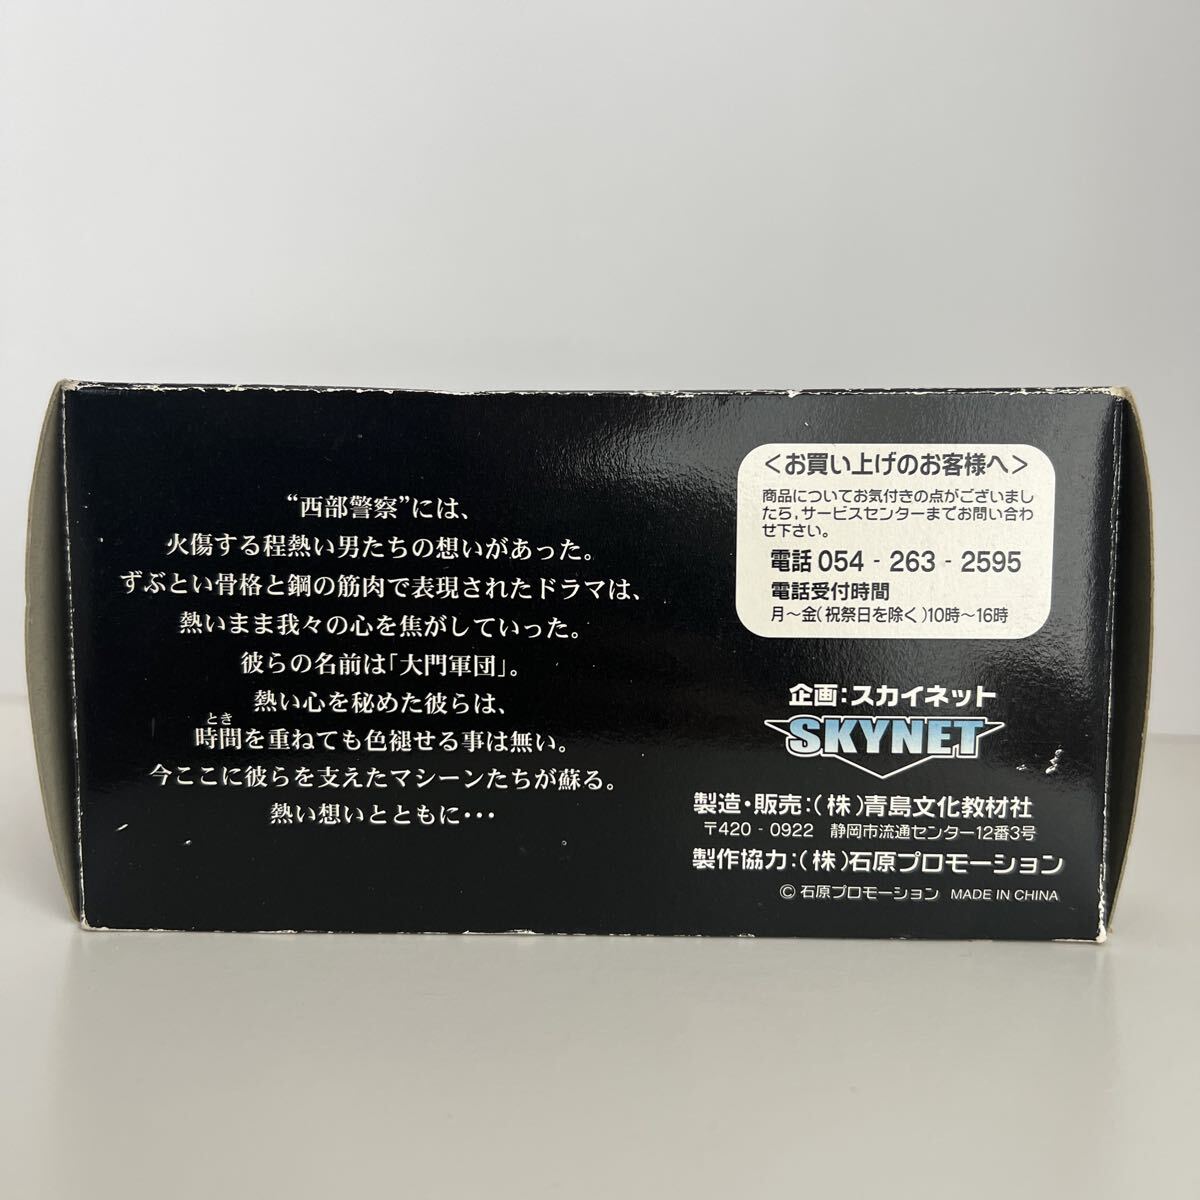 “西部警察”には、
火傷する程熱い男たちの想いがあった。
ずぶとい骨格と鋼の筋肉で表現されたドラマは、
熱いまま我々の心を焦がしていった。
彼らの名前は「大門軍団」。
熱い心を秘めた彼らは、
とき
時間を重ねても色褪せる事は無い。
今ここに彼らを支えたマシーンたちが蘇る。
熱い想いとともに・・・
＜お買い上げのお客様へ＞
商品についてお気付きの点がございまし
たら,サービスセンターまでお問い合わ
せ下さい。
電話 054 - 263 - 2595
電話受付時間
月～金(祝祭日を除く)10時～16時
企画：スカイネット
SKYNET
製造・販売：(株)青島文化教材社
〒420 - 0922 静岡市流通センター12番3号
製作協力：(株)石原プロモーション
© 石原プロモーション MADE IN CHINA